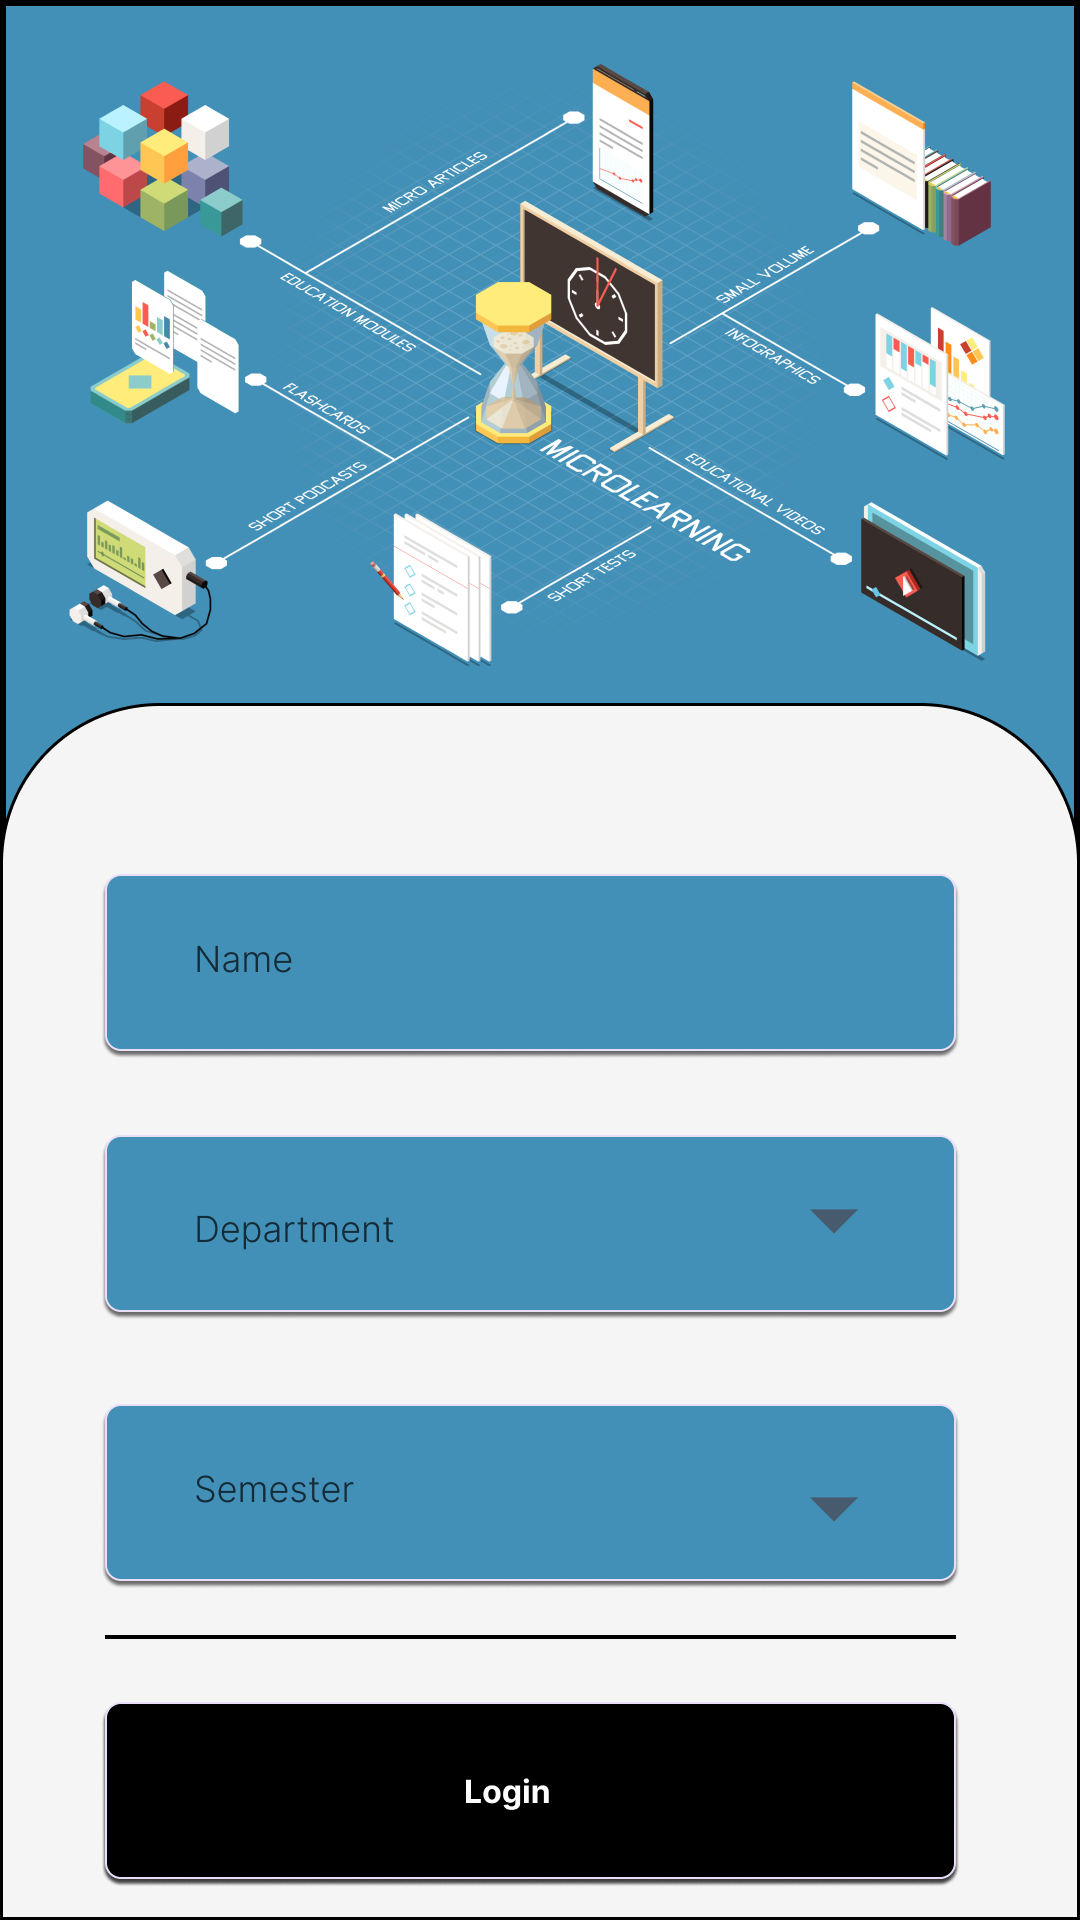 MICRO ARTICLES
EDUCATION MODULES
SMALL VOLUME
INFOGRAPHICS
FLASHCARDS
SHORT PODCASTS
MICROLEARNING
EDUCATIONAL VIDEOS
SHORT TESTS
Name
Department
Semester
Login